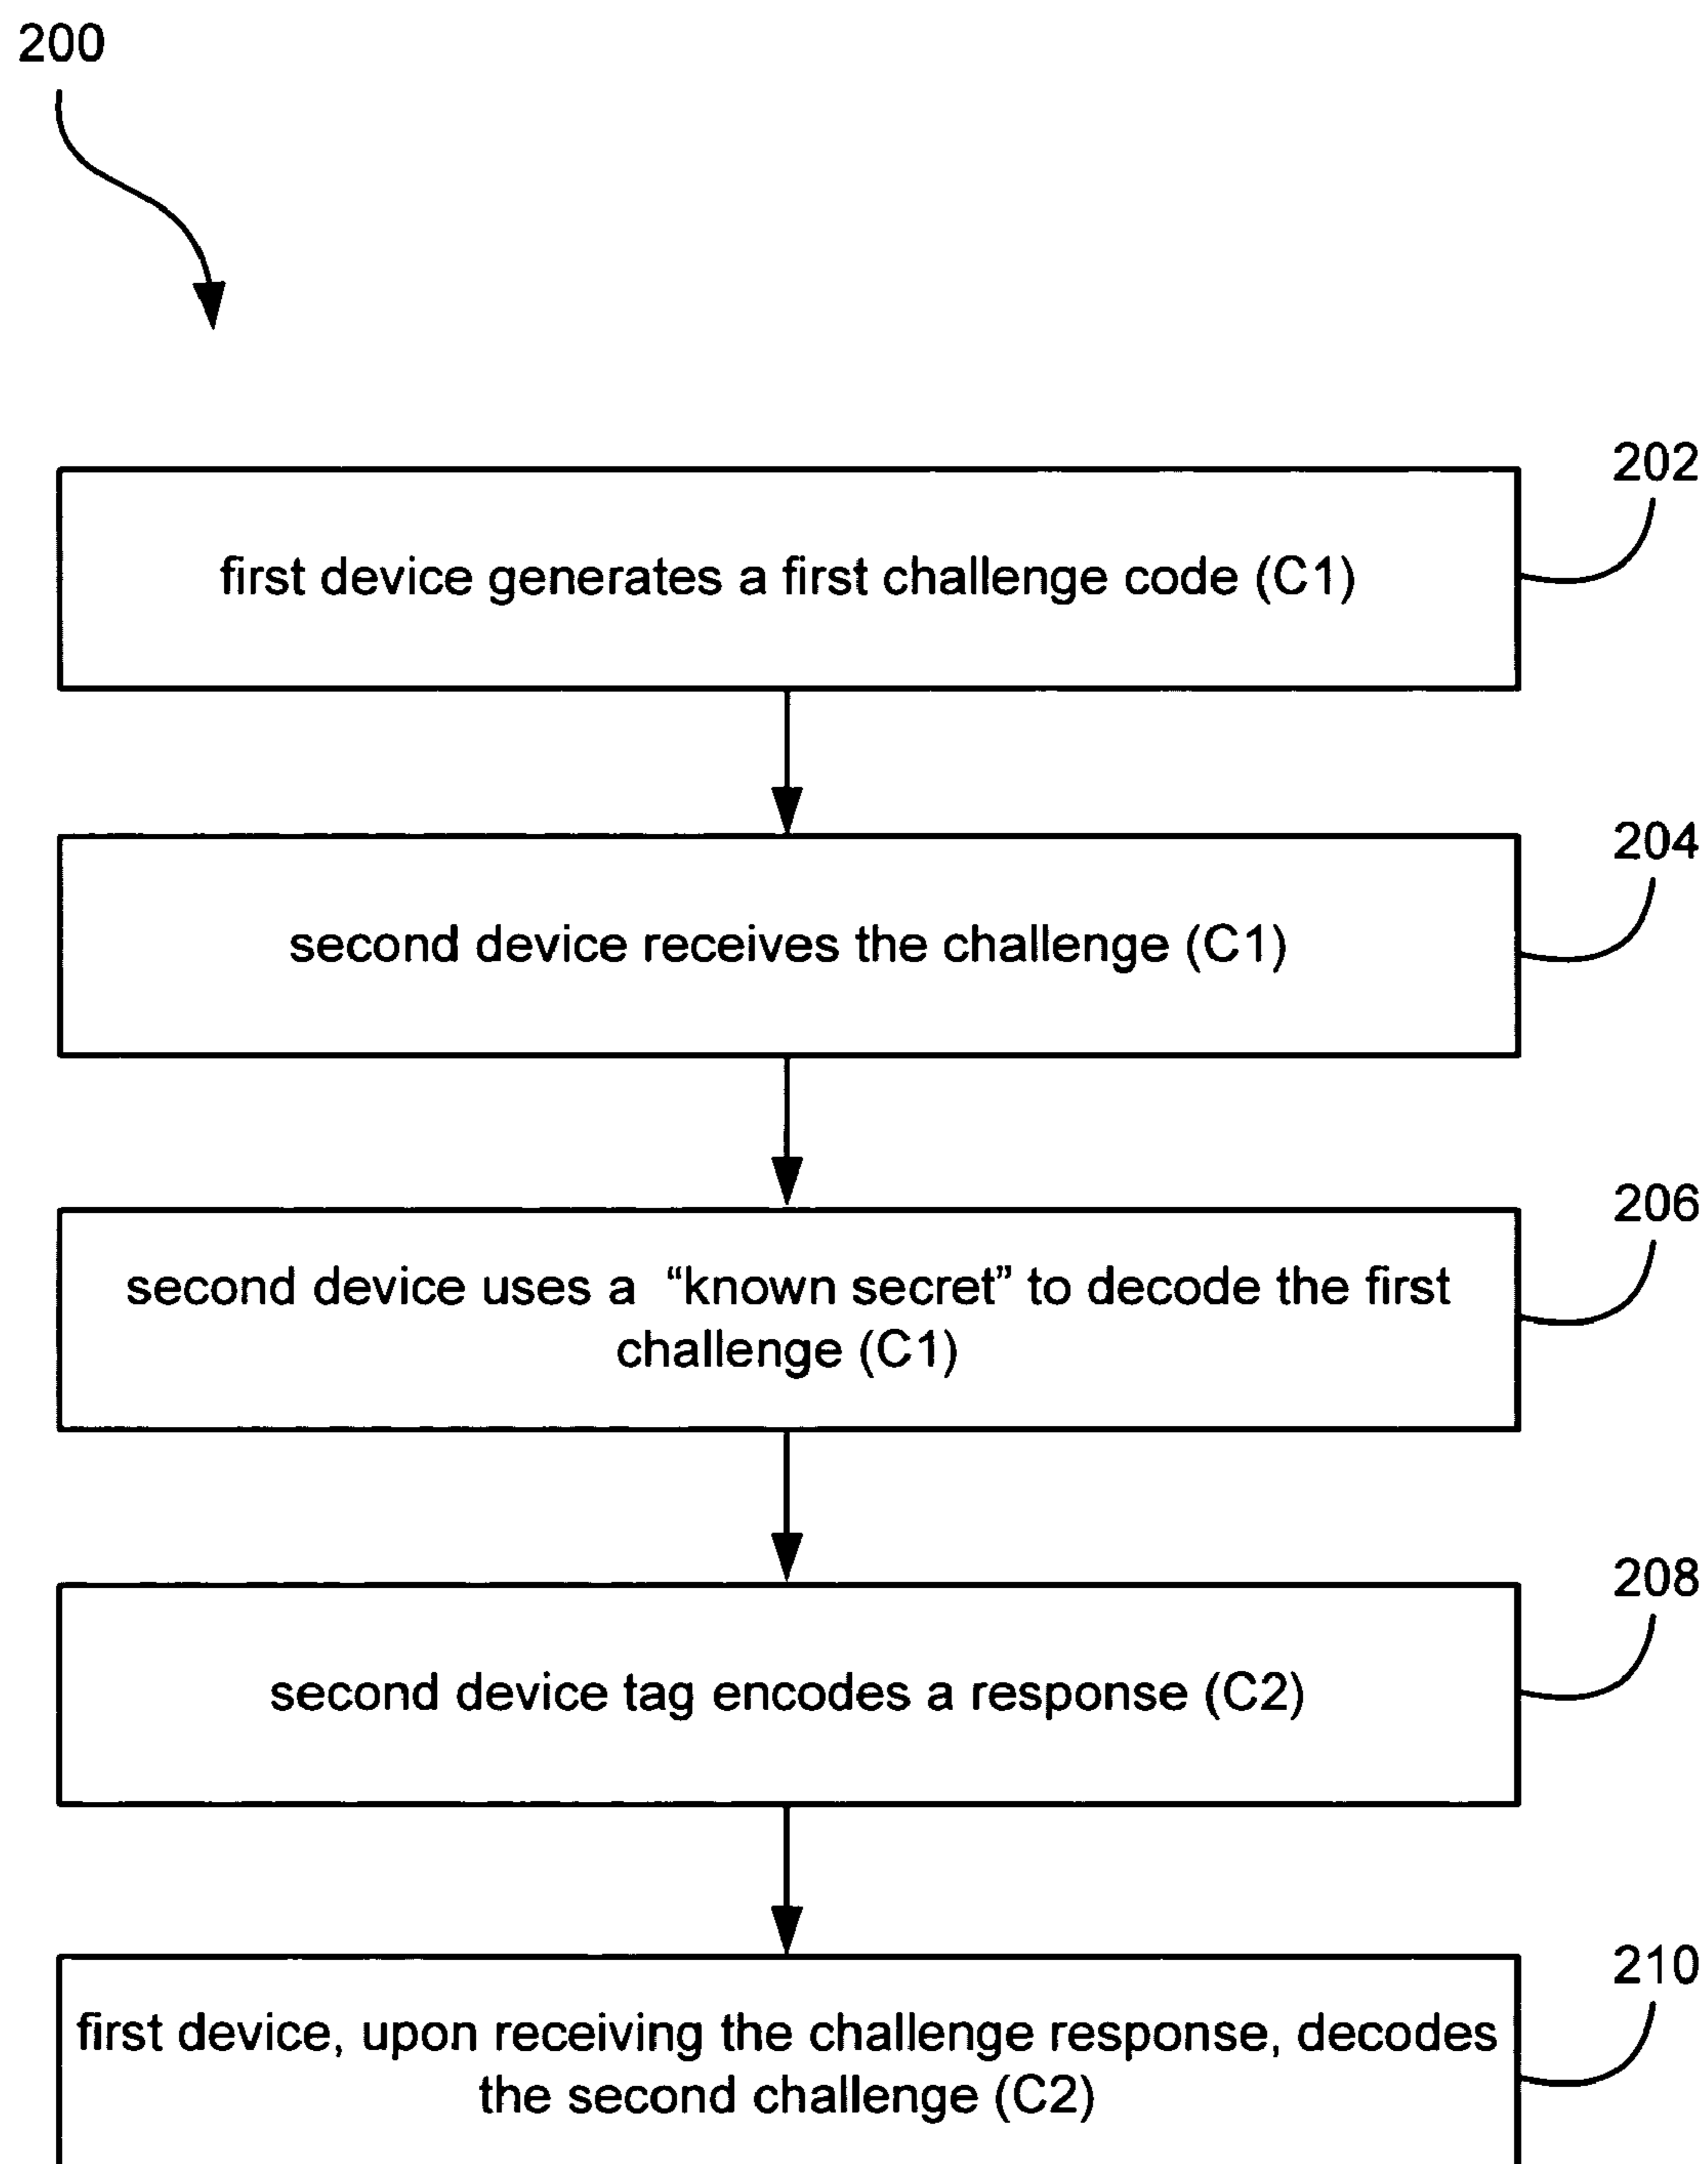 200
202
first device generates a first challenge code (C1)
204
second device receives the challenge (C1)
206
second device uses a “known secret” to decode the first
challenge (C1)
208
second device tag encodes a response (C2)
210
first device, upon receiving the challenge response, decodes
the second challenge (C2)